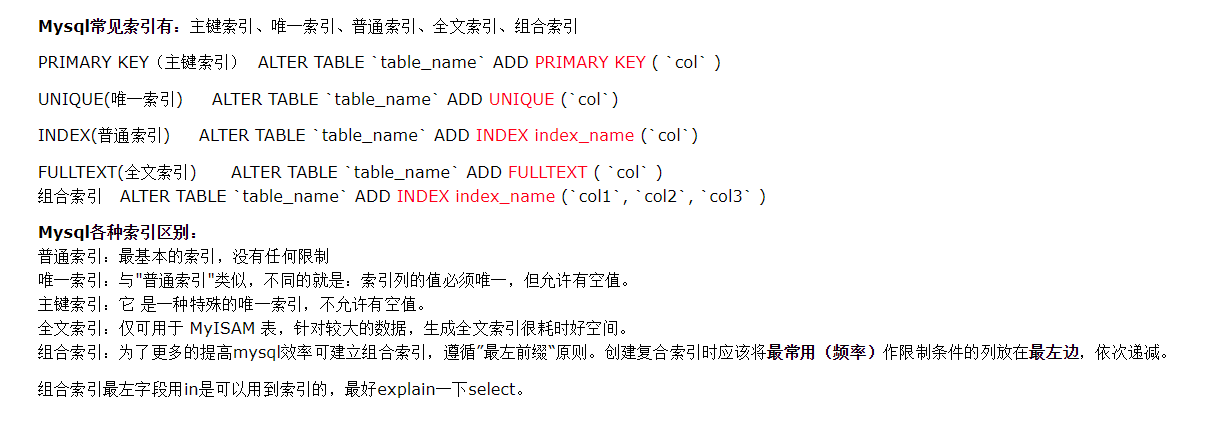 Mysql常见索引有：主键索引、唯一索引、普通索引、全文索引、组合索引
PRIMARY KEY（主键索引） ALTER TABLE `table_name` ADD PRIMARY KEY ( `col` )
UNIQUE(唯一索引) ALTER TABLE `table_name` ADD UNIQUE (`col`)
INDEX(普通索引) ALTER TABLE `table_name` ADD INDEX index_name (`col`)
FULLTEXT(全文索引) ALTER TABLE `table_name` ADD FULLTEXT ( `col` )
组合索引 ALTER TABLE `table_name` ADD INDEX index_name (`col1`, `col2`, `col3` )
Mysql各种索引区别：
普通索引：最基本的索引，没有任何限制
唯一索引：与"普通索引"类似，不同的就是：索引列的值必须唯一，但允许有空值。
主键索引：它 是一种特殊的唯一索引，不允许有空值。
全文索引：仅可用于 MyISAM 表，针对较大的数据，生成全文索引很耗时好空间。
组合索引：为了更多的提高mysql效率可建立组合索引，遵循”最左前缀“原则。创建复合索引时应该将最常用（频率）作限制条件的列放在最左边，依次递减。
组合索引最左字段用in是可以用到索引的，最好explain一下select。